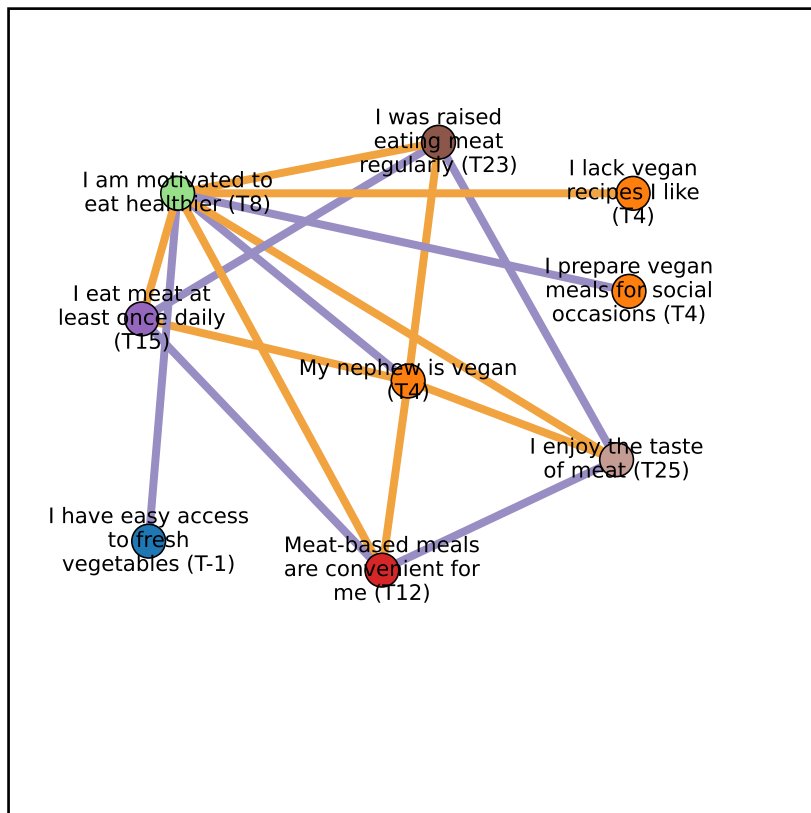 I was raised
eating meat
regularly (T23)
I lack vegan
recipes I like
(T4)
I am motivated to
eat healthier (T8)
I prepare vegan
meals for social
occasions (T4)
I eat meat at
least once daily
(T15)
My nephew is vegan
(T4)
I enjoy the taste
of meat (T25)
I have easy access
to fresh
vegetables (T-1)
Meat-based meals
are convenient for
me (T12)